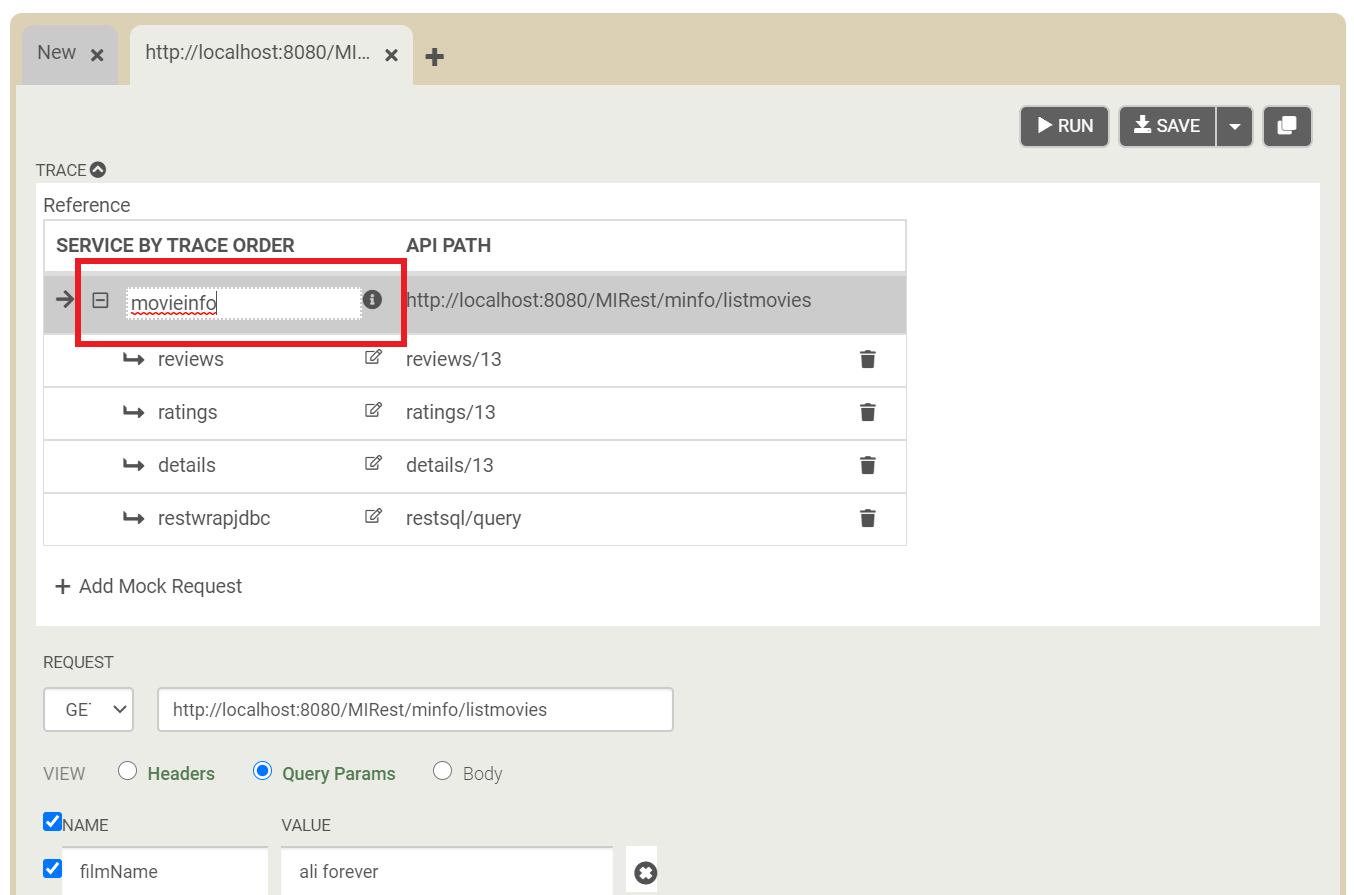 New http://localhost:8080/MI...
RUN SAVE
TRACE
Reference
SERVICE BY TRACE ORDER API PATH
movieinfo http://localhost:8080/MIRest/minfo/listmovies
reviews reviews/13
ratings ratings/13
details details/13
restwrapjdbc restsql/query
Add Mock Request
REQUEST
GET http://localhost:8080/MIRest/minfo/listmovies
VIEW Headers Query Params Body
NAME VALUE
filmName ali forever